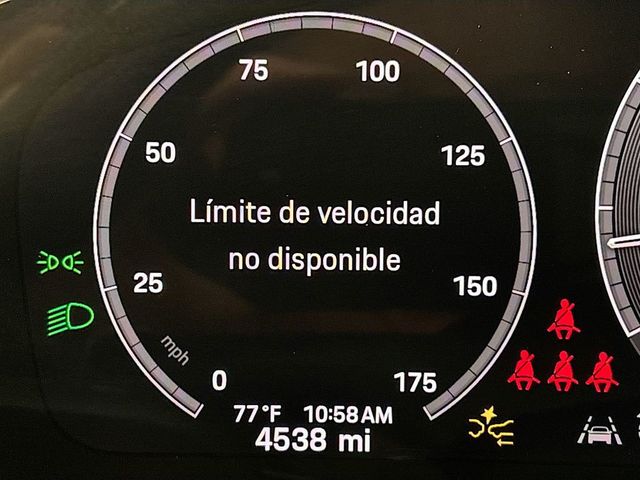 75 100
50 125
Límite de velocidad
no disponible
25 150
mph
0 175
77°F 10:58AM
4538 mi